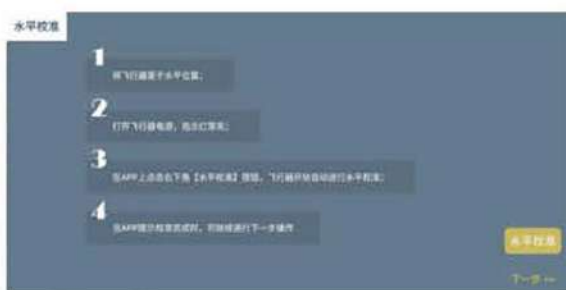 水平校准
1
将飞行器置于水平位置；
2
打开飞行器电源，指示灯常亮；
3
在APP上点击右下角【水平校准】按钮，飞行器开始自动进行水平校准；
4
当APP提示校准完成时，可继续进行下一步操作
水平校准
下一步 >>